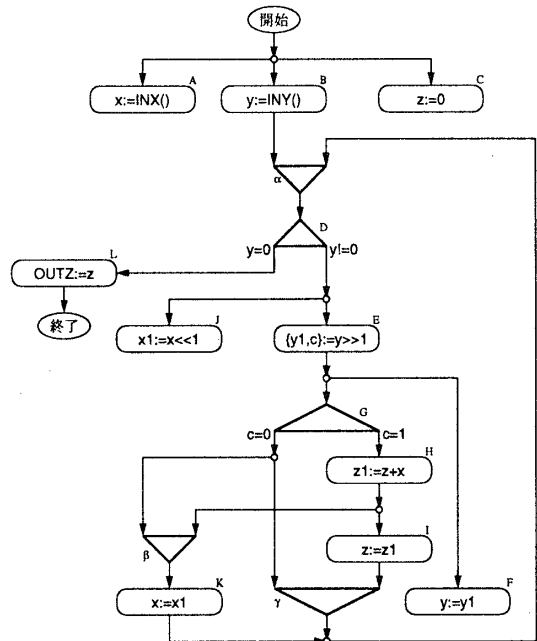 開始
A
x:=INX()
B
y:=INY()
C
z:=0
α
D
y=0
y!=0
L
OUTZ:=z
終了
J
x1:=x<<1
E
{y1,c}:=y>>1
G
c=0
c=1
H
z1:=z+x
β
I
z:=z1
K
x:=x1
γ
F
y:=y1